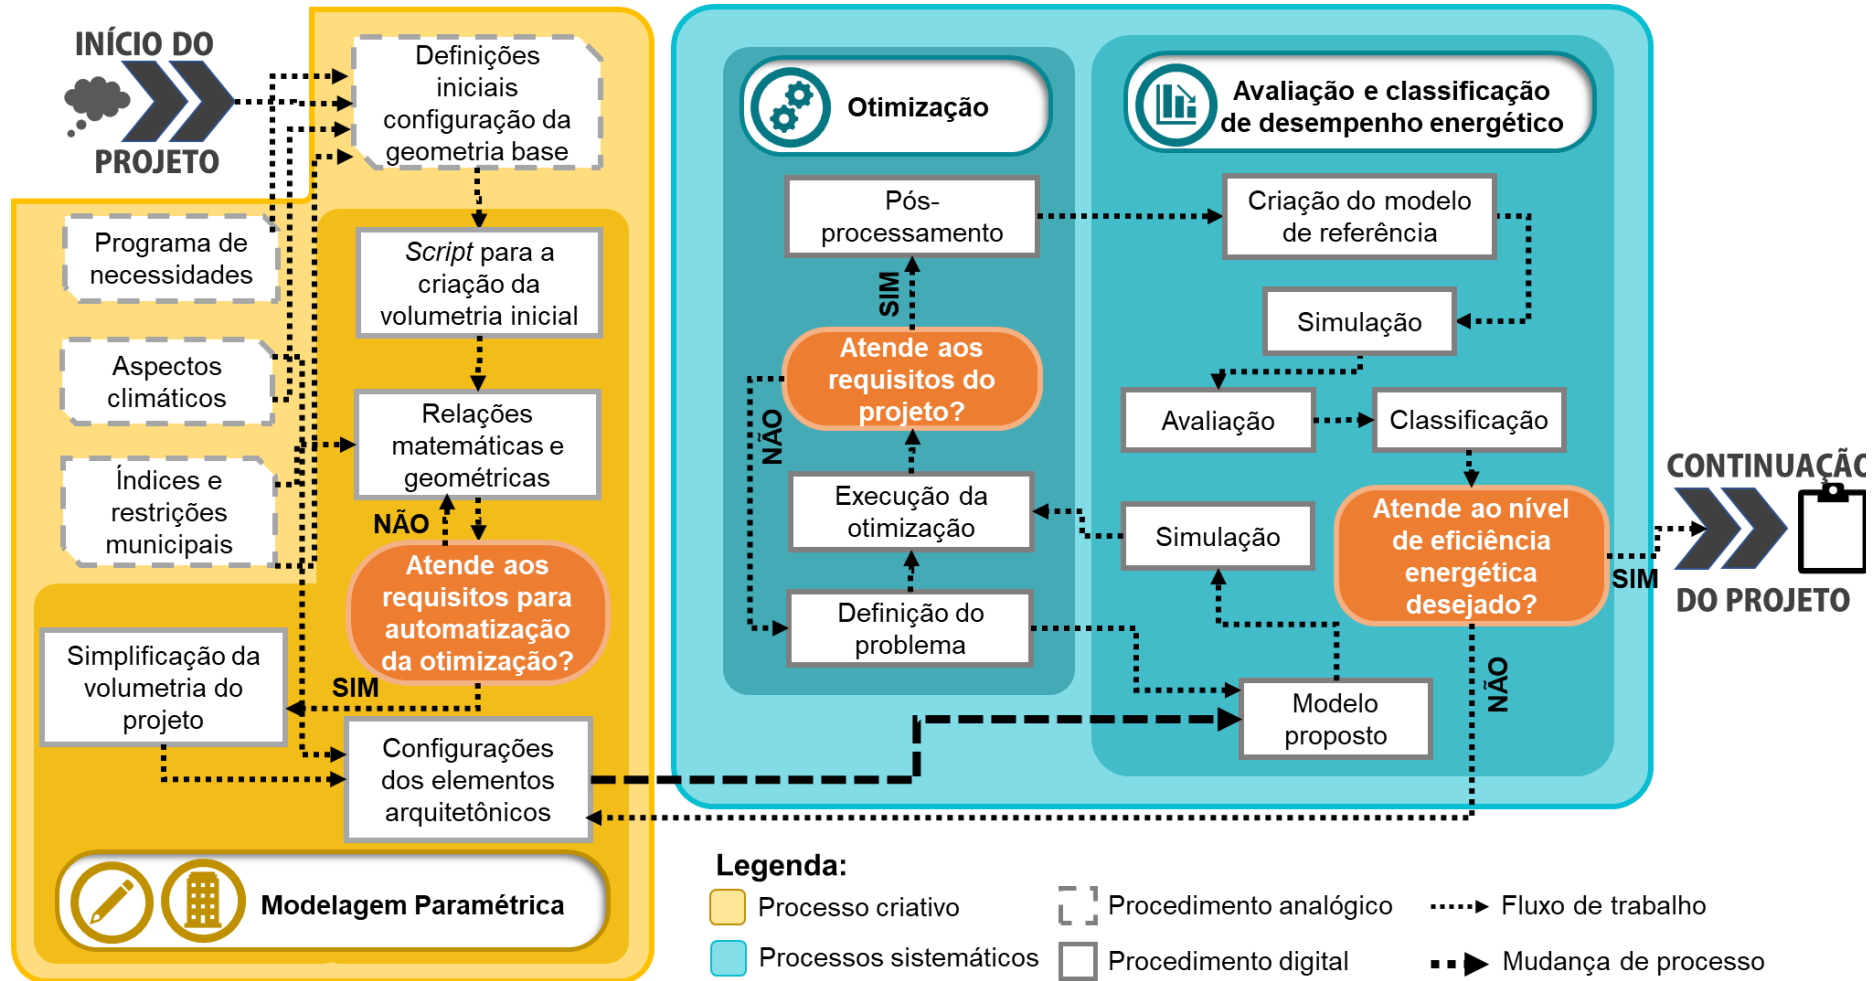 INÍCIO DO
PROJETO
Definições
iniciais
configuração da
geometria base
Programa de
necessidades
Aspectos
climáticos
Índices e
restrições
municipais
Script para a
criação da
volumetria inicial
Relações
matemáticas e
geométricas
NÃO
Atende aos
requisitos para
automatização
da otimização?
SIM
Simplificação da
volumetria do
projeto
Configurações
dos elementos
arquitetônicos
Modelagem Paramétrica
Otimização
Pós-
processamento
SIM
Atende aos
requisitos do
projeto?
NÃO
Execução da
otimização
Definição do
problema
Avaliação e classificação
de desempenho energético
Criação do modelo
de referência
Simulação
Avaliação
Classificação
Simulação
Atende ao nível
de eficiência
energética
desejado?
SIM
NÃO
Modelo
proposto
CONTINUAÇÃO
DO PROJETO
Legenda:
Processo criativo
Processos sistemáticos
Procedimento analógico
Procedimento digital
Fluxo de trabalho
Mudança de processo